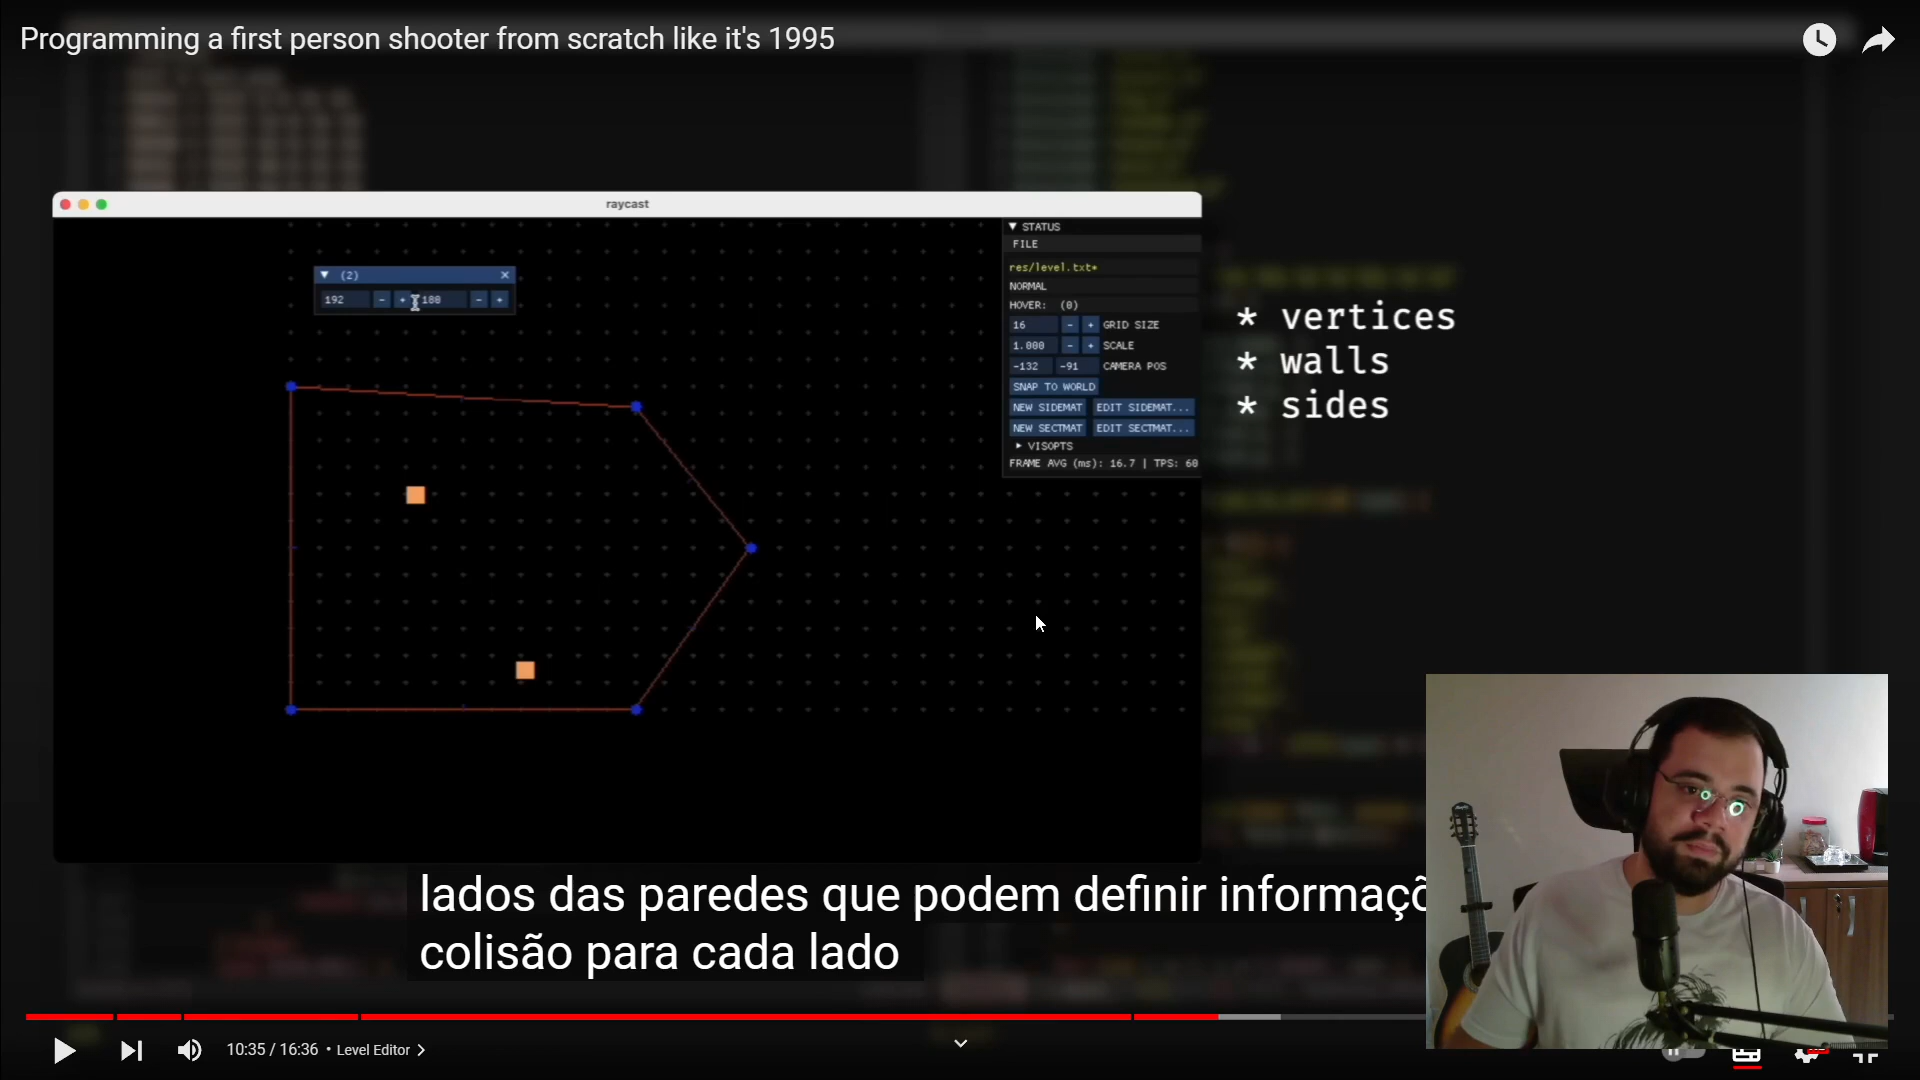 Programming a first person shooter from scratch like it's 1995
raycast
(2)
192 - + 188 - +
STATUS
FILE
res/level.txt*
NORMAL
HOVER: (0)
16 - + GRID SIZE
1.000 - + SCALE
-132 -91 CAMERA POS
SNAP TO WORLD
NEW SIDEMAT EDIT SIDEMAT...
NEW SECTMAT EDIT SECTMAT...
VISOPTS
FRAME AVG (ms): 16.7 | TPS: 60
* vertices
* walls
* sides
lados das paredes que podem definir informaçõ
colisão para cada lado
10:35 / 16:36 • Level Editor >